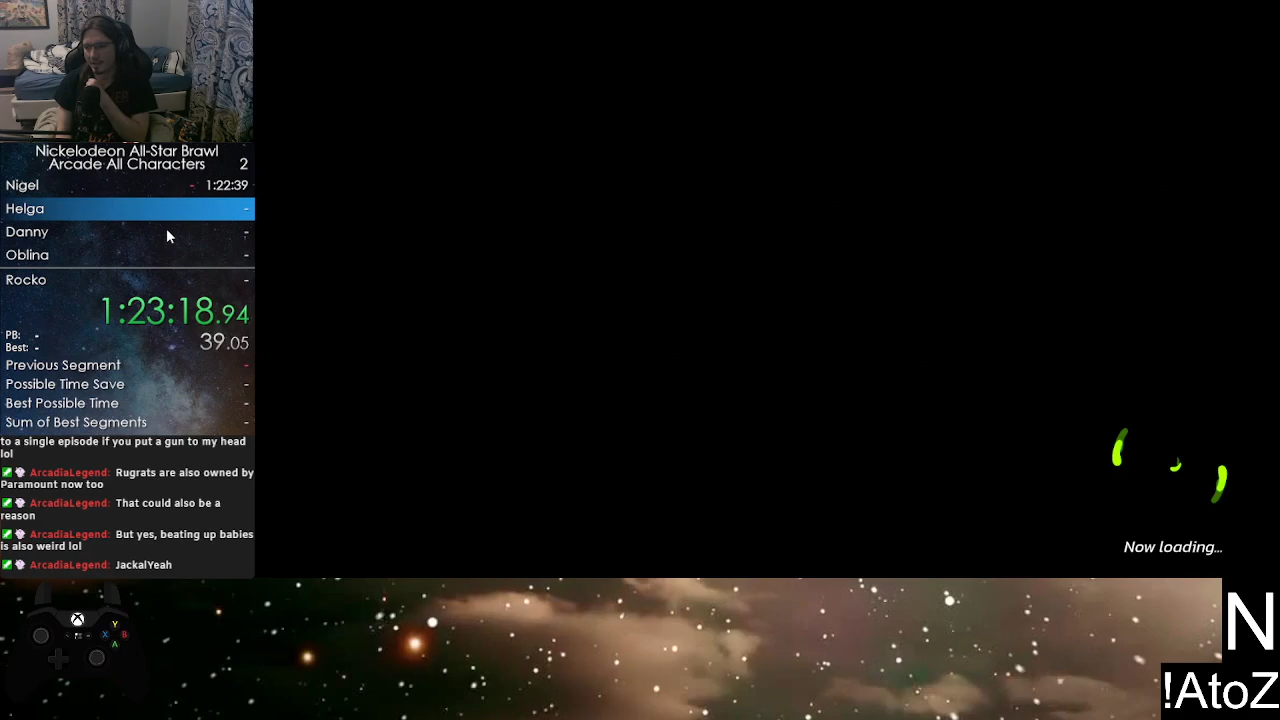 Nickelodeon All-Star Brawl
Arcade All Characters 2
Nigel - 1:22:39
Helga -
Danny -
Oblina -
Rocko -
1:23:18.94
PB: - 39.05
Best: -
Previous Segment -
Possible Time Save -
Best Possible Time -
Sum of Best Segments -
to a single episode if you put a gun to my head
lol
ArcadiaLegend: Rugrats are also owned by
Paramount now too
ArcadiaLegend: That could also be a
reason
ArcadiaLegend: But yes, beating up babies
is also weird lol
ArcadiaLegend: JackalYeah
Now loading...
Y
X B
A
N
!AtoZ